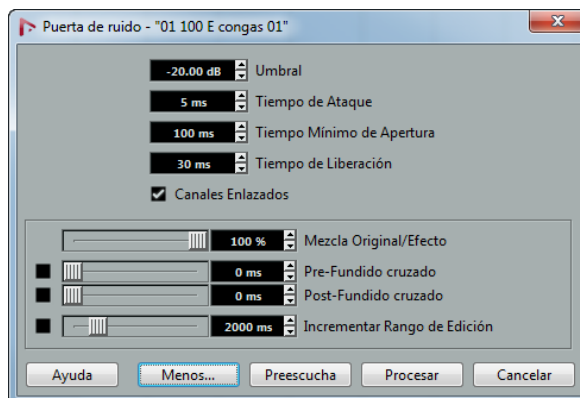 Puerta de ruido - "01 100 E congas 01"
-20.00 dB Umbral
5 ms Tiempo de Ataque
100 ms Tiempo Mínimo de Apertura
30 ms Tiempo de Liberación
Canales Enlazados
100 % Mezcla Original/Efecto
0 ms Pre-Fundido cruzado
0 ms Post-Fundido cruzado
2000 ms Incrementar Rango de Edición
Ayuda Menos... Preescucha Procesar Cancelar